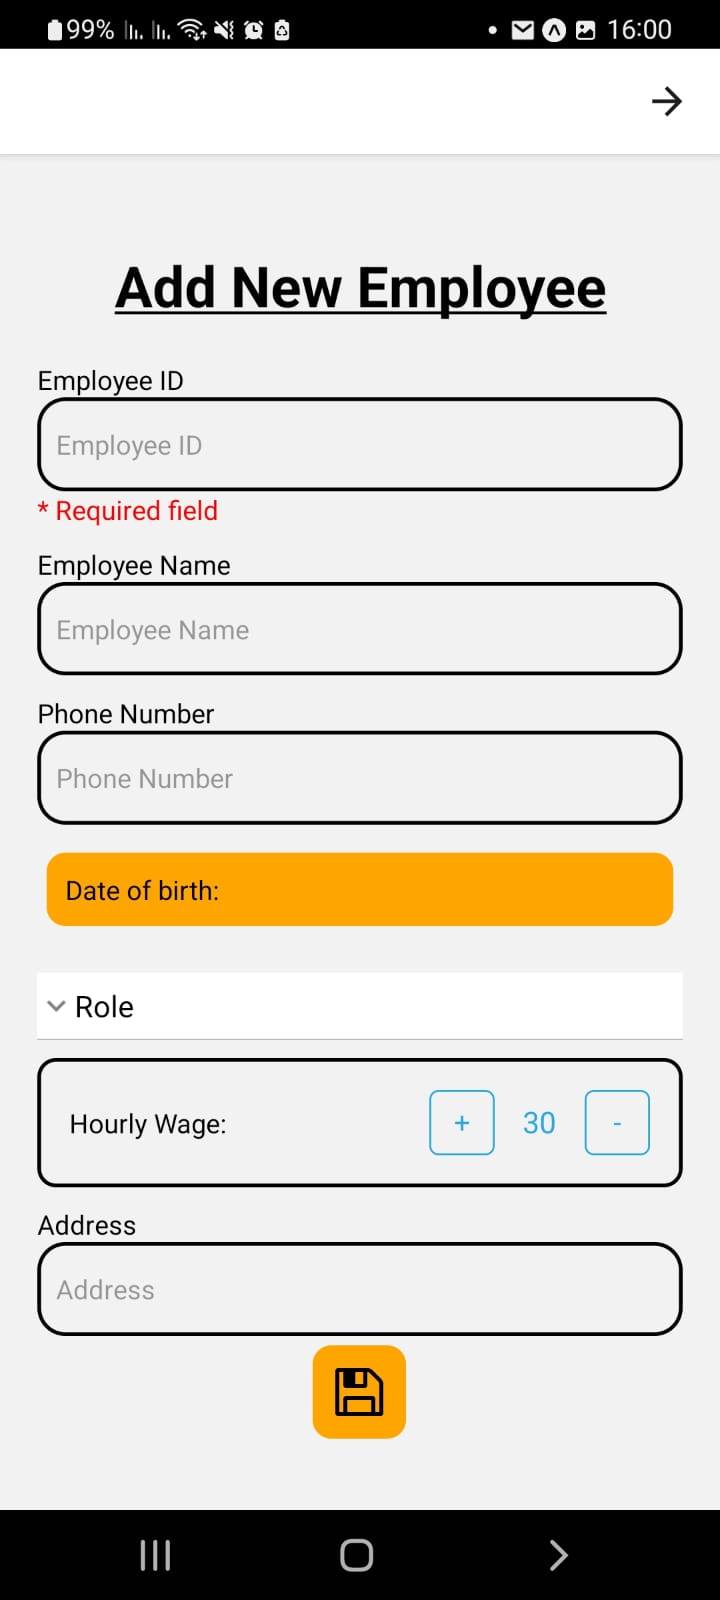 99% 16:00
Add New Employee
Employee ID
Employee ID
* Required field
Employee Name
Employee Name
Phone Number
Phone Number
Date of birth:
Role
Hourly Wage: + 30 -
Address
Address